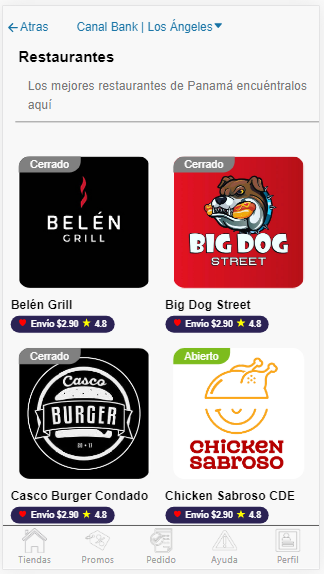 Atras
Canal Bank | Los Ángeles
Restaurantes
Los mejores restaurantes de Panamá encuéntralos
aquí
Cerrado
BELÉN
GRILL
Belén Grill
Envío $2.90 ★ 4.8
Cerrado
BIG DOG
STREET
Big Dog Street
Envío $2.90 ★ 4.8
Cerrado
Casco
BURGER
Casco Burger Condado
Envío $2.90 ★ 4.8
Abierto
CHICKEN
SABROSO
Chicken Sabroso CDE
Envío $2.90 ★ 4.8
Tiendas
Promos
Pedido
Ayuda
Perfil